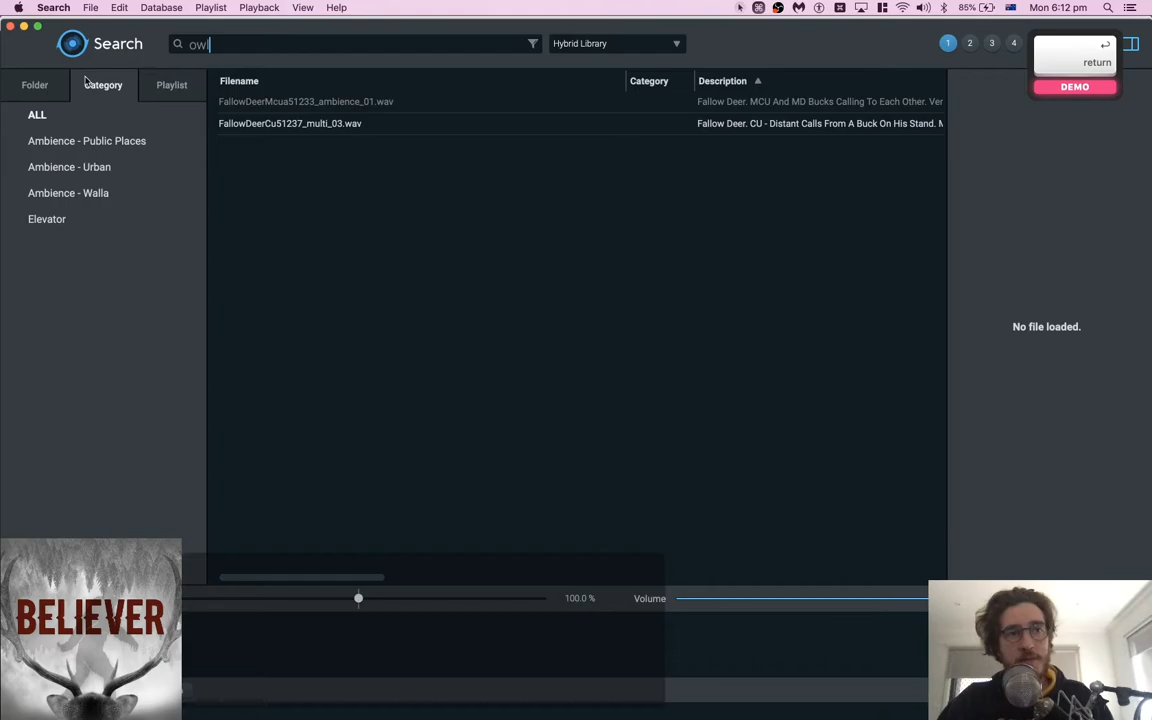 Search File Edit Database Playlist Playback View Help 85% Mon 6:12 pm
Search owl Hybrid Library 1 2 3 4
return
DEMO
Folder Category Playlist Filename Category Description
ALL FallowDeerMcua51233_ambience_01.wav Fallow Deer. MCU And MD Bucks Calling To Each Other. Ver
FallowDeerCu51237_multi_03.wav Fallow Deer. CU - Distant Calls From A Buck On His Stand. M
Ambience - Public Places
Ambience - Urban
Ambience - Walla
Elevator
No file loaded.
100.0 % Volume
BELIEVER